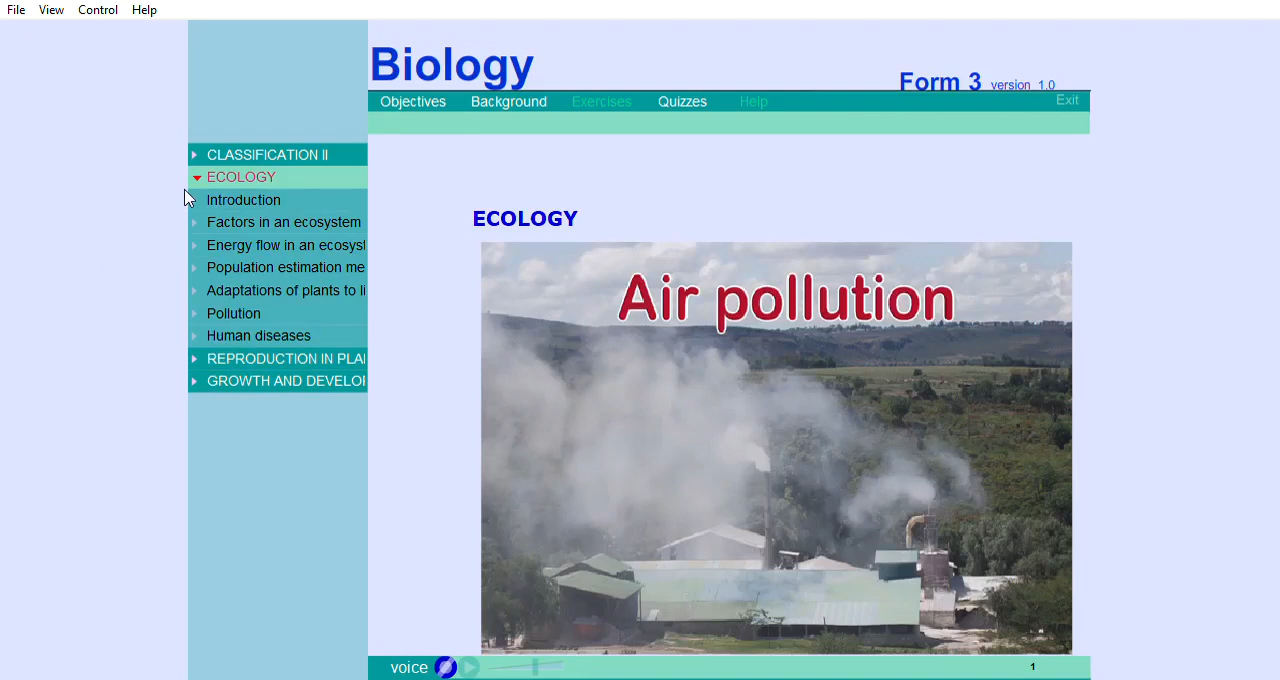 File View Control Help
Biology
Form 3 version 1.0
Objectives Background Exercises Quizzes Help Exit
CLASSIFICATION II
ECOLOGY
Introduction
Factors in an ecosystem
Energy flow in an ecosyst
Population estimation me
Adaptations of plants to li
Pollution
Human diseases
REPRODUCTION IN PLA
GROWTH AND DEVELO
ECOLOGY
Air pollution
voice
1